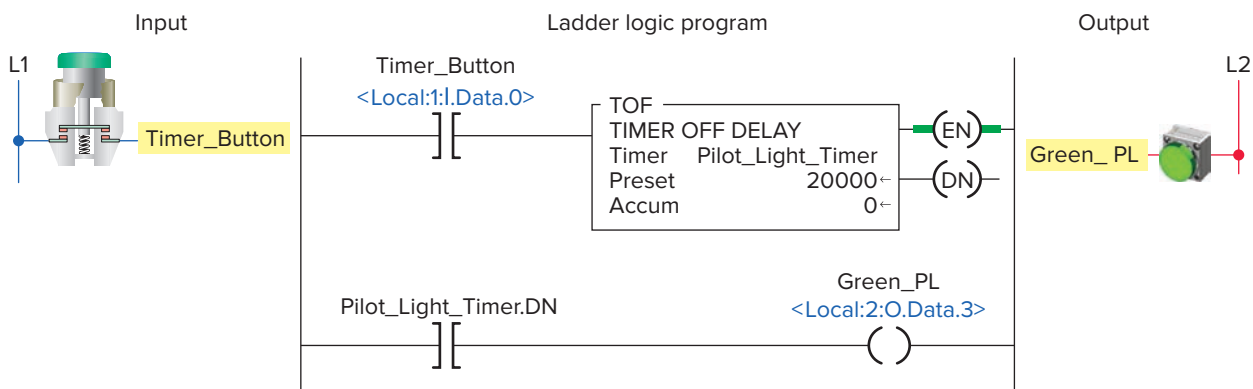 Input
Ladder logic program
Output
L1
L2
Timer_Button
<Local:1:I.Data.0>
Timer_Button
TOF
TIMER OFF DELAY
Timer Pilot_Light_Timer
Preset 20000←
Accum 0←
EN
DN
Green_ PL
Pilot_Light_Timer.DN
Green_PL
<Local:2:O.Data.3>